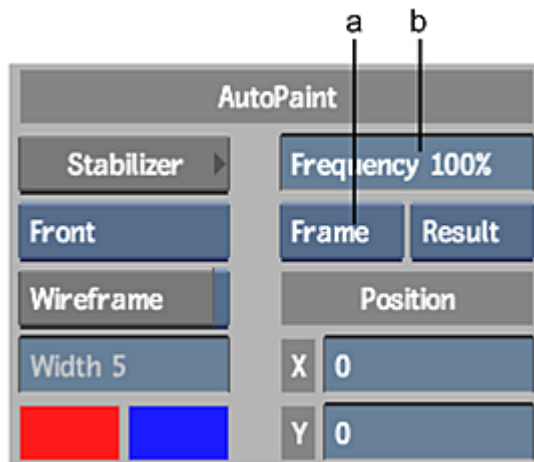 a b
AutoPaint
Stabilizer Frequency 100%
Front Frame Result
Wireframe Position
Width 5 X 0
Y 0